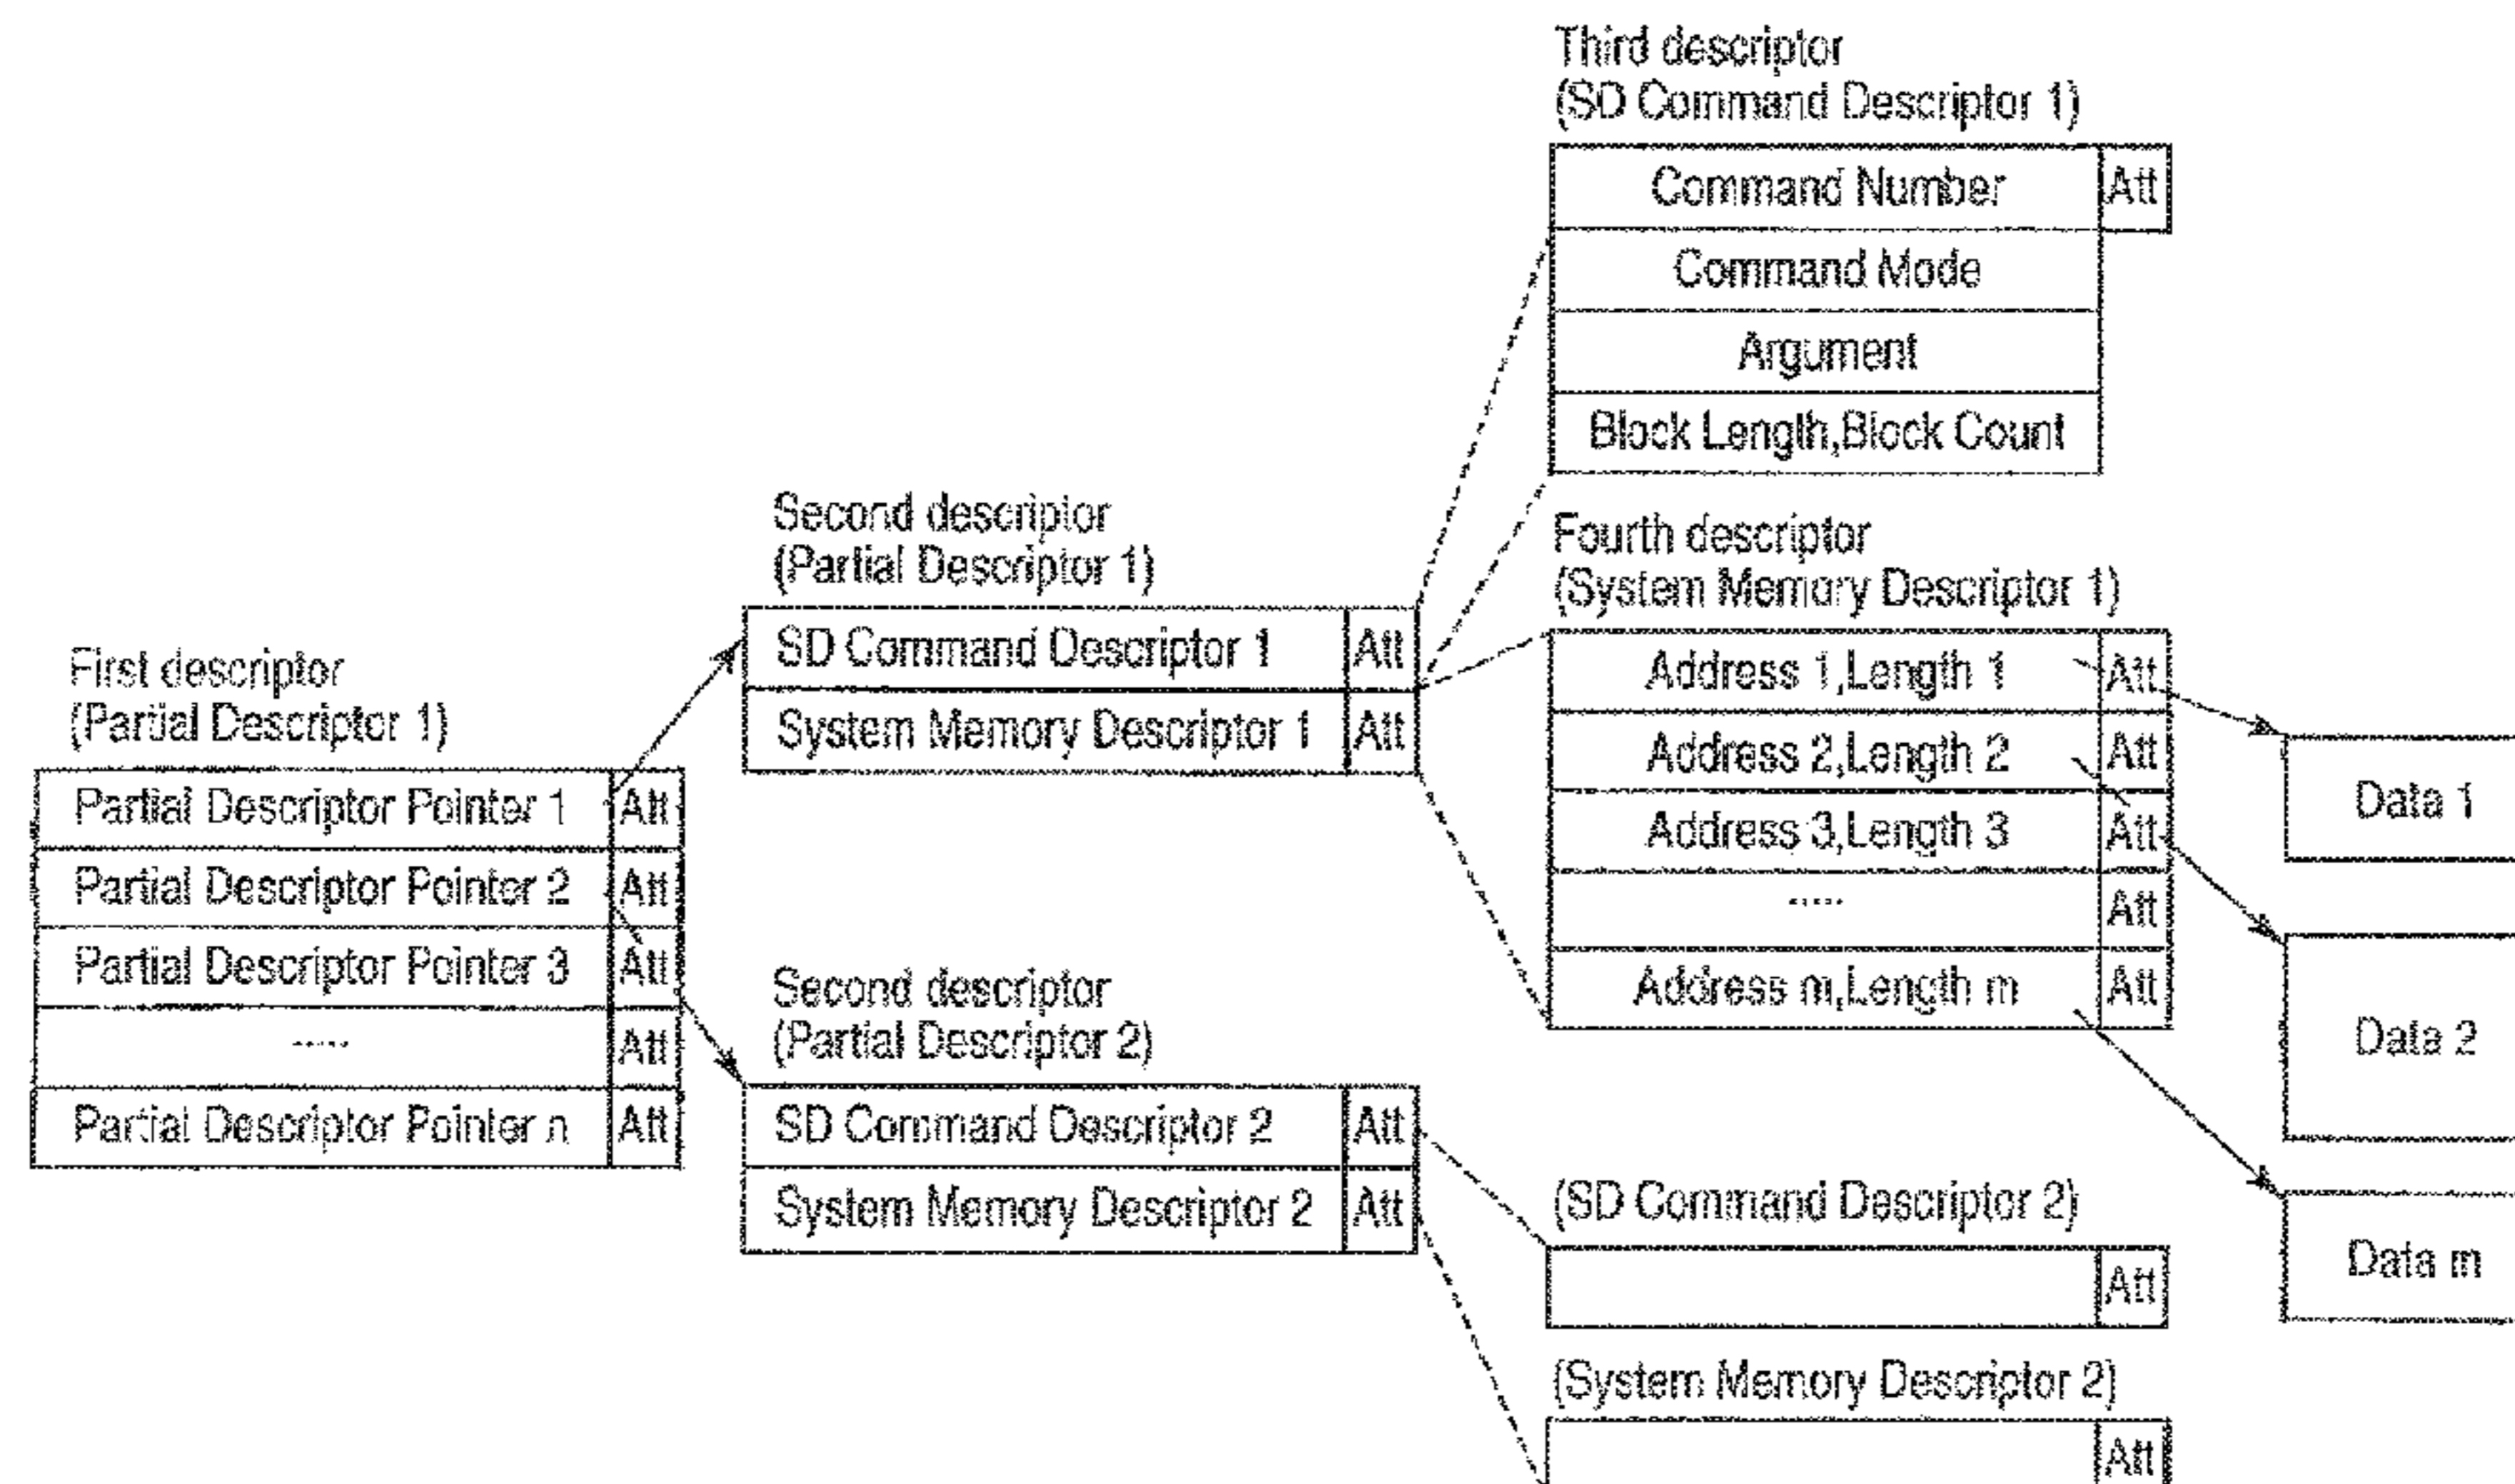 First descriptor
(Partial Descriptor 1)
Partial Descriptor Pointer 1 Att
Partial Descriptor Pointer 2 Att
Partial Descriptor Pointer 3 Att
..... Att
Partial Descriptor Pointer n Att
Second descriptor
(Partial Descriptor 1)
SD Command Descriptor 1 Att
System Memory Descriptor 1 Att
Second descriptor
(Partial Descriptor 2)
SD Command Descriptor 2 Att
System Memory Descriptor 2 Att
Third descriptor
(SD Command Descriptor 1)
Command Number Att
Command Mode
Argument
Block Length,Block Count
Fourth descriptor
(System Memory Descriptor 1)
Address 1,Length 1 Att
Address 2,Length 2 Att
Address 3,Length 3 Att
..... Att
Address m,Length m Att
(SD Command Descriptor 2)
Att
(System Memory Descriptor 2)
Att
Data 1
Data 2
Data m